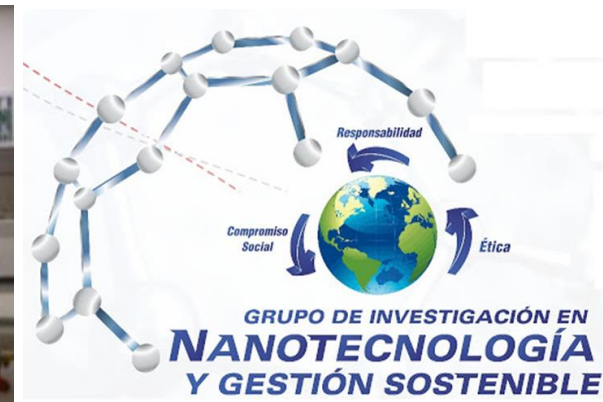 Responsabilidad
Compromiso
Social
Ética
GRUPO DE INVESTIGACIÓN EN
NANOTECNOLOGÍA
Y GESTIÓN SOSTENIBLE